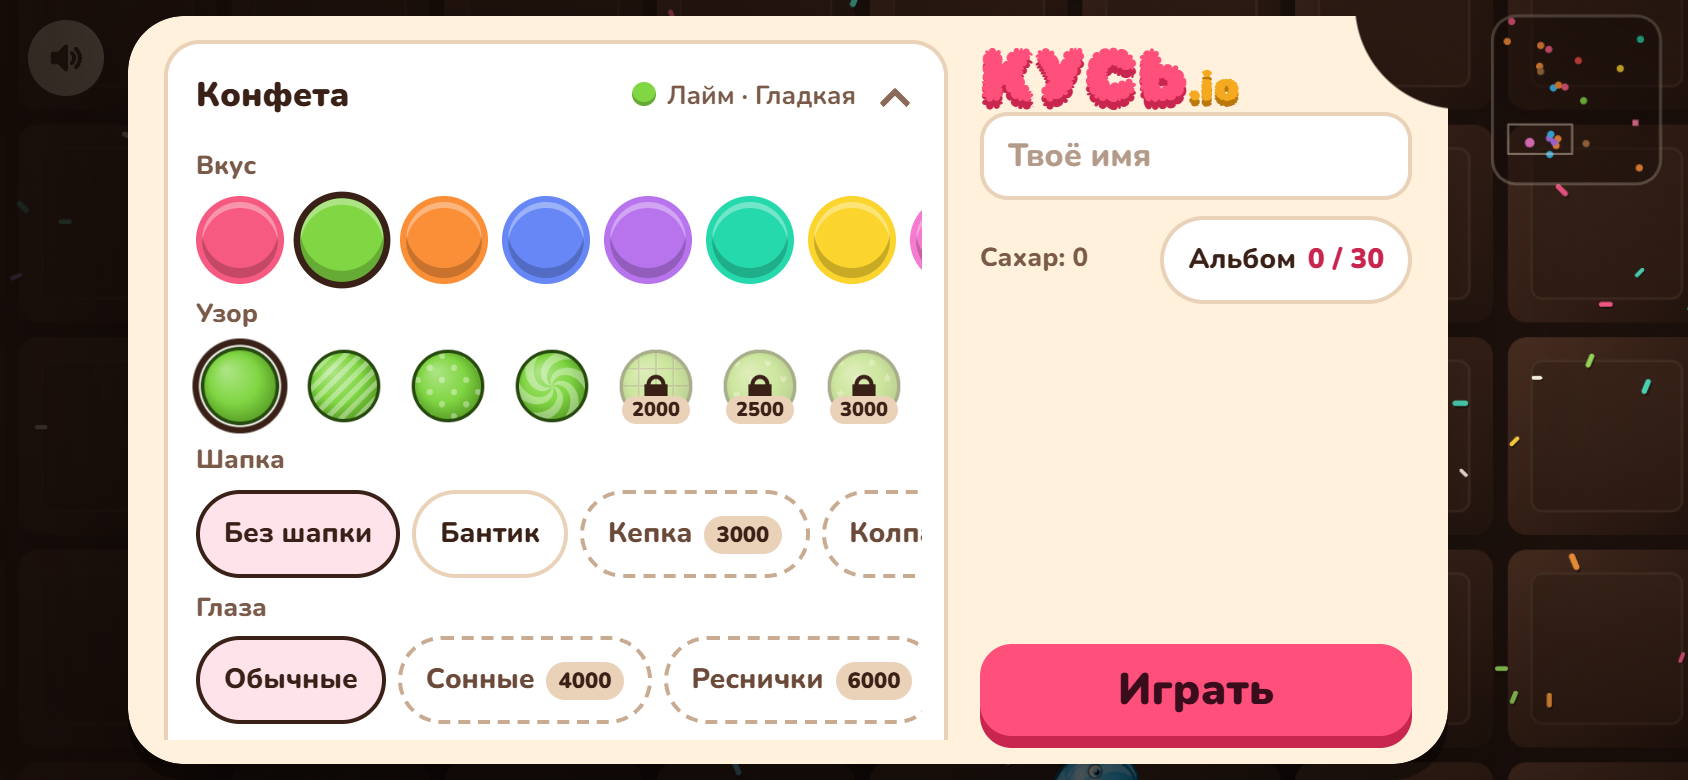 Конфета
Лайм · Гладкая
Вкус
Узор
2000
2500
3000
Шапка
Без шапки
Бантик
Кепка 3000
Глаза
Обычные
Сонные 4000
Реснички 6000
КУСЬ.io
Твоё имя
Сахар: 0
Альбом 0 / 30
Играть